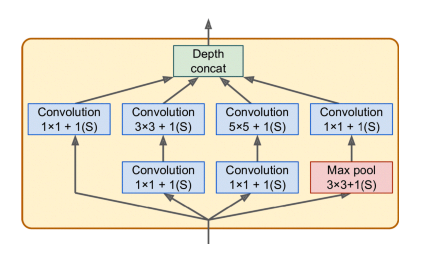 Depth
concat
Convolution
1×1 + 1(S)
Convolution
3×3 + 1(S)
Convolution
5×5 + 1(S)
Convolution
1×1 + 1(S)
Convolution
1×1 + 1(S)
Convolution
1×1 + 1(S)
Max pool
3×3+1(S)